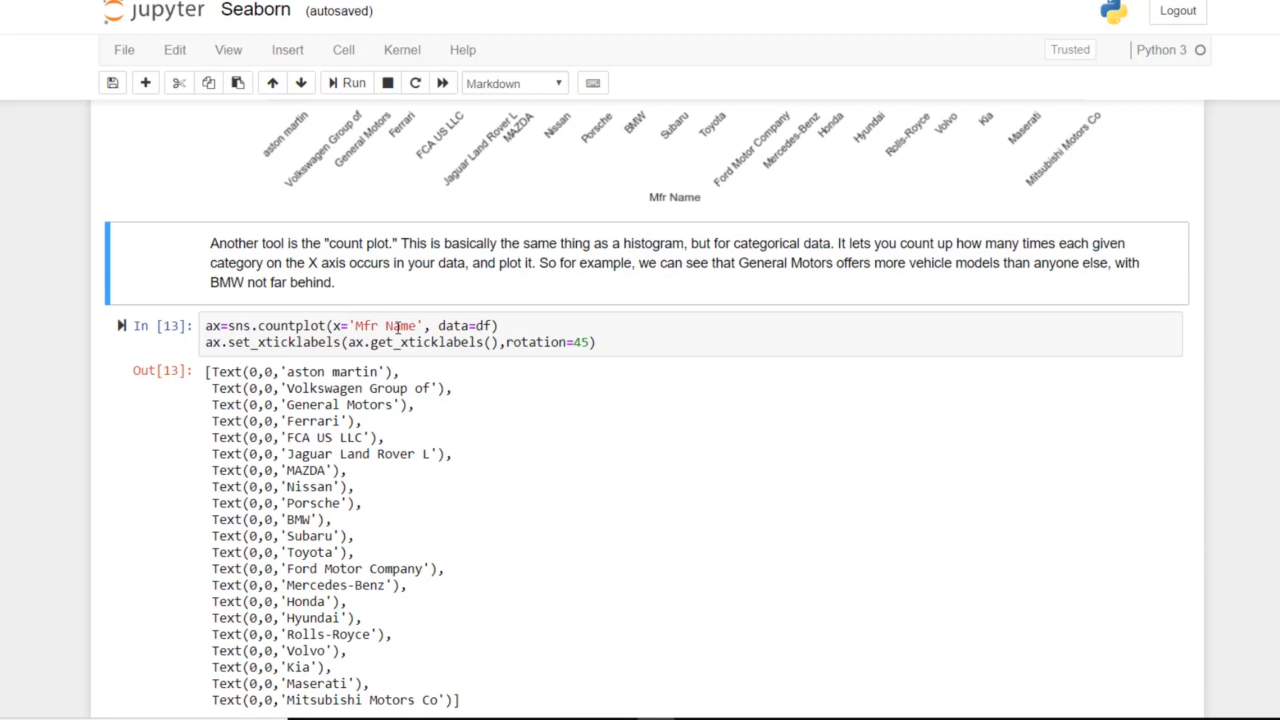 jupyter Seaborn (autosaved)
Logout
File Edit View Insert Cell Kernel Help
Trusted Python 3
Run Markdown
aston martin
Volkswagen Group of
General Motors
Ferrari
FCA US LLC
Jaguar Land Rover L
MAZDA
Nissan
Porsche
BMW
Subaru
Toyota
Ford Motor Company
Mercedes-Benz
Honda
Hyundai
Rolls-Royce
Volvo
Kia
Maserati
Mitsubishi Motors Co
Mfr Name
Another tool is the "count plot." This is basically the same thing as a histogram, but for categorical data. It lets you count up how many times each given
category on the X axis occurs in your data, and plot it. So for example, we can see that General Motors offers more vehicle models than anyone else, with
BMW not far behind.
In [13]: ax=sns.countplot(x='Mfr Name', data=df)
ax.set_xticklabels(ax.get_xticklabels(),rotation=45)
Out[13]: [Text(0,0,'aston martin'),
Text(0,0,'Volkswagen Group of'),
Text(0,0,'General Motors'),
Text(0,0,'Ferrari'),
Text(0,0,'FCA US LLC'),
Text(0,0,'Jaguar Land Rover L'),
Text(0,0,'MAZDA'),
Text(0,0,'Nissan'),
Text(0,0,'Porsche'),
Text(0,0,'BMW'),
Text(0,0,'Subaru'),
Text(0,0,'Toyota'),
Text(0,0,'Ford Motor Company'),
Text(0,0,'Mercedes-Benz'),
Text(0,0,'Honda'),
Text(0,0,'Hyundai'),
Text(0,0,'Rolls-Royce'),
Text(0,0,'Volvo'),
Text(0,0,'Kia'),
Text(0,0,'Maserati'),
Text(0,0,'Mitsubishi Motors Co')]